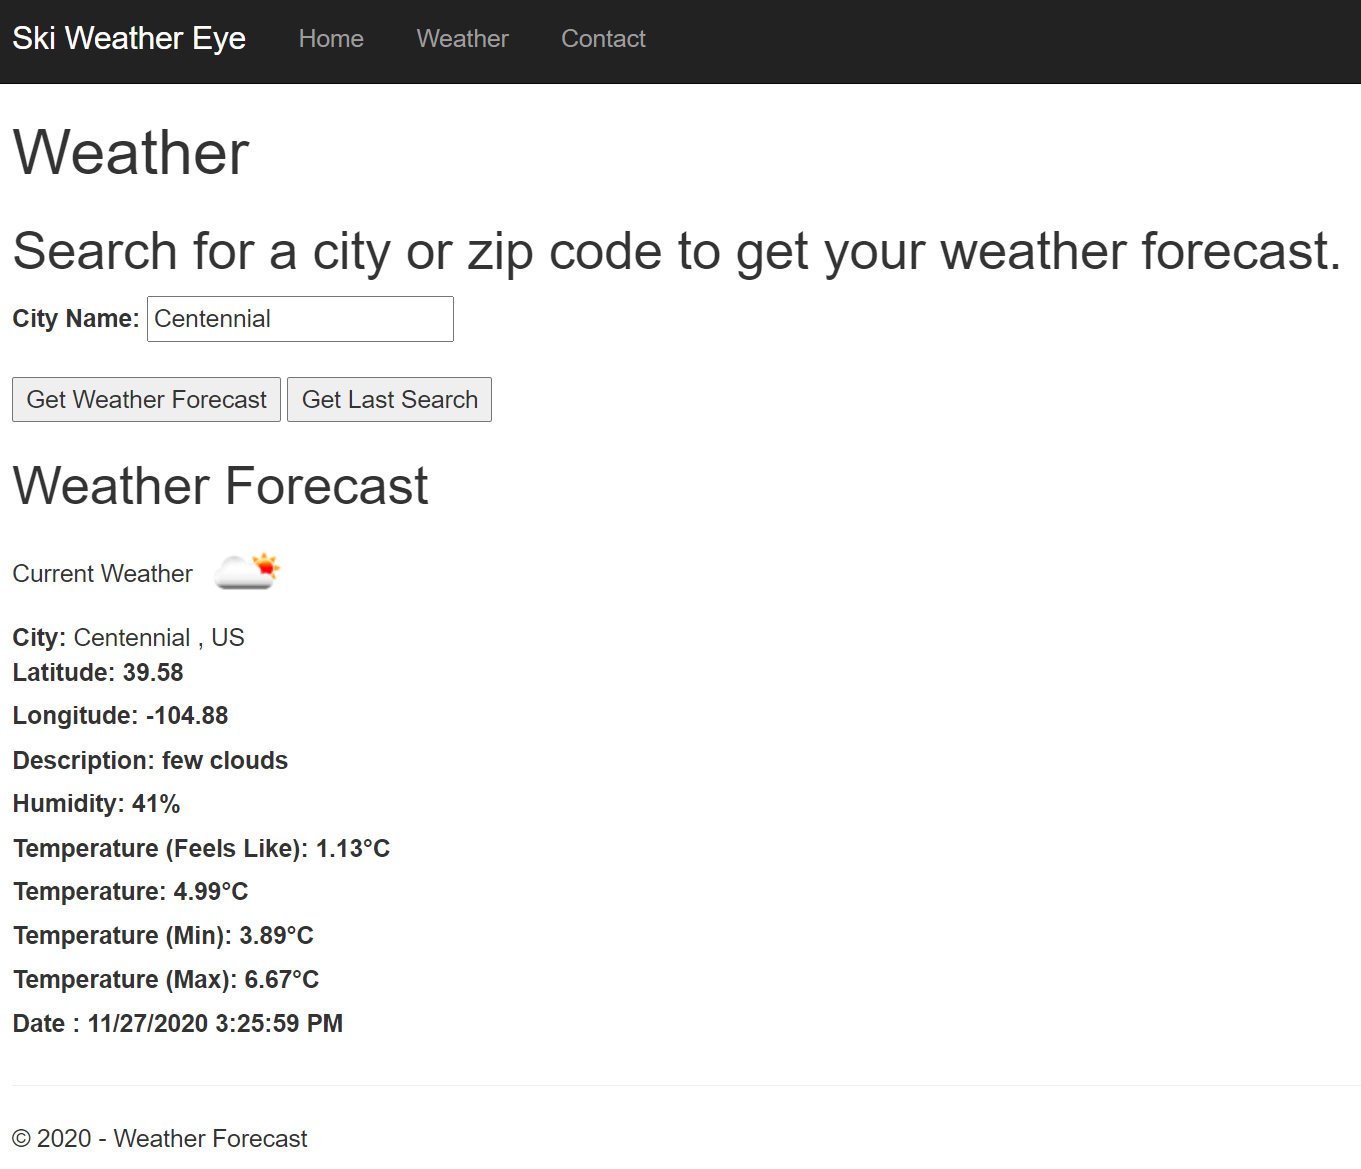 Ski Weather Eye Home Weather Contact
Weather
Search for a city or zip code to get your weather forecast.
City Name: Centennial
Get Weather Forecast Get Last Search
Weather Forecast
Current Weather
City: Centennial , US
Latitude: 39.58
Longitude: -104.88
Description: few clouds
Humidity: 41%
Temperature (Feels Like): 1.13°C
Temperature: 4.99°C
Temperature (Min): 3.89°C
Temperature (Max): 6.67°C
Date : 11/27/2020 3:25:59 PM
© 2020 - Weather Forecast